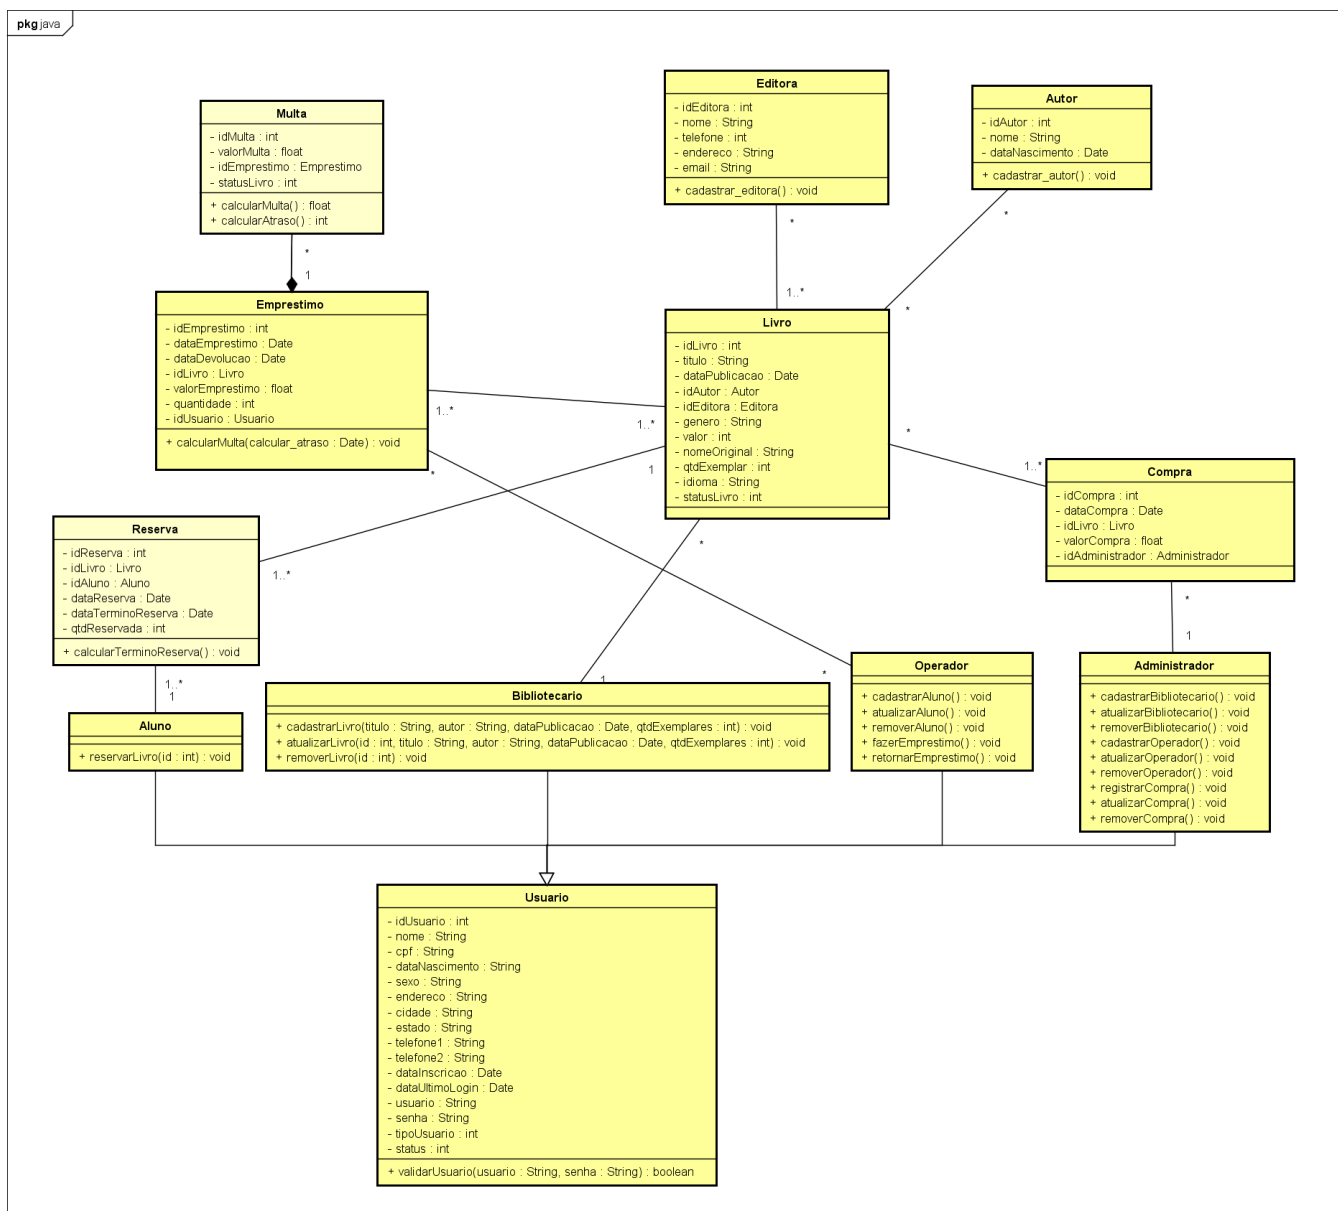 pkg java
Multa
- idMulta : int
- valorMulta : float
- idEmprestimo : Emprestimo
- statusLivro : int
+ calcularMulta() : float
+ calcularAtraso() : int
Editora
- idEditora : int
- nome : String
- telefone : int
- endereco : String
- email : String
+ cadastrar_editora() : void
Autor
- idAutor : int
- nome : String
- dataNascimento : Date
+ cadastrar_autor() : void
*
1
*
1..*
*
*
Emprestimo
- idEmprestimo : int
- dataEmprestimo : Date
- dataDevolucao : Date
- idLivro : Livro
- valorEmprestimo : float
- quantidade : int
- idUsuario : Usuario
+ calcularMulta(calcular_atraso : Date) : void
Livro
- idLivro : int
- titulo : String
- dataPublicacao : Date
- idAutor : Autor
- idEditora : Editora
- genero : String
- valor : int
- nomeOriginal : String
- qtdExemplar : int
- idioma : String
- statusLivro : int
1..*
1..*
*
1
*
1..*
Compra
- idCompra : int
- dataCompra : Date
- idLivro : Livro
- valorCompra : float
- idAdministrador : Administrador
Reserva
- idReserva : int
- idLivro : Livro
- idAluno : Aluno
- dataReserva : Date
- dataTerminoReserva : Date
- qtdReservada : int
+ calcularTerminoReserva() : void
1..*
*
*
1
1..*
1
1
*
Aluno
+ reservarLivro(id : int) : void
Bibliotecario
+ cadastrarLivro(titulo : String, autor : String, dataPublicacao : Date, qtdExemplares : int) : void
+ atualizarLivro(id : int, titulo : String, autor : String, dataPublicacao : Date, qtdExemplares : int) : void
+ removerLivro(id : int) : void
Operador
+ cadastrarAluno() : void
+ atualizarAluno() : void
+ removerAluno() : void
+ fazerEmprestimo() : void
+ retornarEmprestimo() : void
Administrador
+ cadastrarBibliotecario() : void
+ atualizarBibliotecario() : void
+ removerBibliotecario() : void
+ cadastrarOperador() : void
+ atualizarOperador() : void
+ removerOperador() : void
+ registrarCompra() : void
+ atualizarCompra() : void
+ removerCompra() : void
Usuario
- idUsuario : int
- nome : String
- cpf : String
- dataNascimento : String
- sexo : String
- endereco : String
- cidade : String
- estado : String
- telefone1 : String
- telefone2 : String
- dataInscricao : Date
- dataUltimoLogin : Date
- usuario : String
- senha : String
- tipoUsuario : int
- status : int
+ validarUsuario(usuario : String, senha : String) : boolean